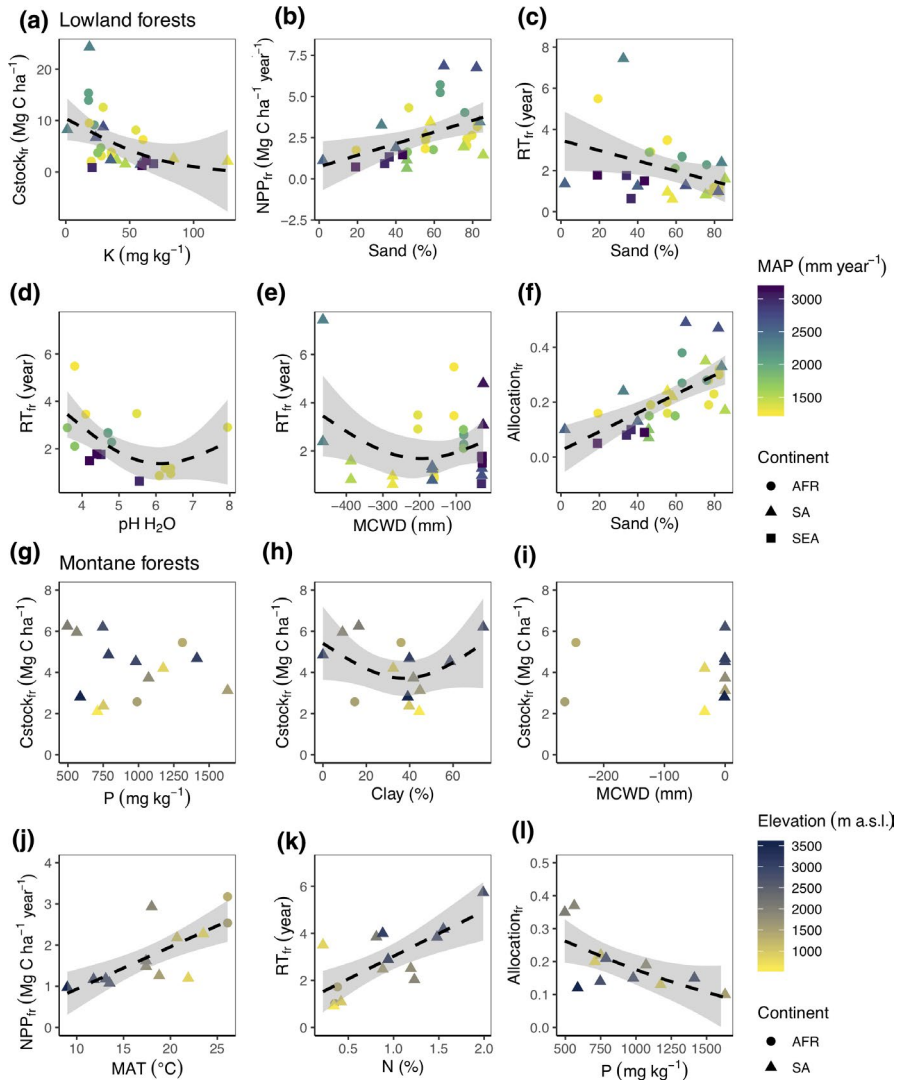 (a) Lowland forests (b) (c)
Cstock_fr (Mg C ha⁻¹)
20
10
0
0 50 100
K (mg kg⁻¹)
NPP_fr (Mg C ha⁻¹ year⁻¹)
7.5
5.0
2.5
0.0
−2.5
0 20 40 60 80
Sand (%)
RT_fr (year)
8
6
4
2
0
0 20 40 60 80
Sand (%)
(d) (e) (f)
RT_fr (year)
6
4
2
4 5 6 7 8
pH H₂O
RT_fr (year)
6
4
2
−400 −300 −200 −100
MCWD (mm)
Allocation_fr
0.4
0.2
0.0
0 20 40 60 80
Sand (%)
MAP (mm year⁻¹)
3000
2500
2000
1500
Continent
AFR
SA
SEA
(g) Montane forests (h) (i)
Cstock_fr (Mg C ha⁻¹)
8
6
4
2
0
500 750 1000 1250 1500
P (mg kg⁻¹)
Cstock_fr (Mg C ha⁻¹)
8
6
4
2
0
0 20 40 60
Clay (%)
Cstock_fr (Mg C ha⁻¹)
8
6
4
2
0
−200 −100 0
MCWD (mm)
(j) (k) (l)
NPP_fr (Mg C ha⁻¹ year⁻¹)
4
3
2
1
0
10 15 20 25
MAT (°C)
RT_fr (year)
6
4
2
0
0.5 1.0 1.5 2.0
N (%)
Allocation_fr
0.5
0.4
0.3
0.2
0.1
0.0
500 750 1000 1250 1500
P (mg kg⁻¹)
Elevation (m a.s.l.)
3500
3000
2500
2000
1500
1000
Continent
AFR
SA